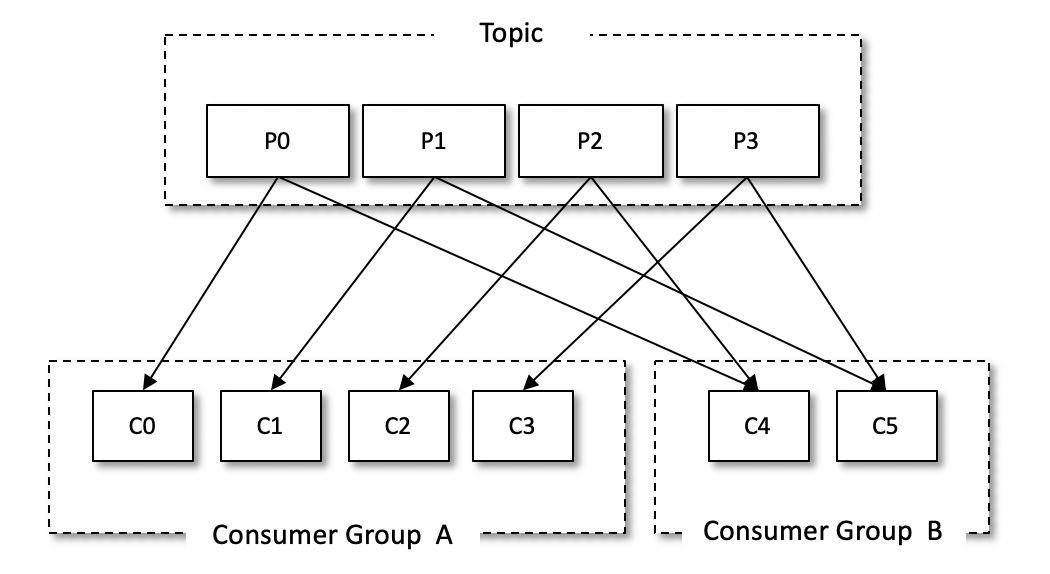 Topic
P0
P1
P2
P3
C0
C1
C2
C3
C4
C5
Consumer Group A
Consumer Group B